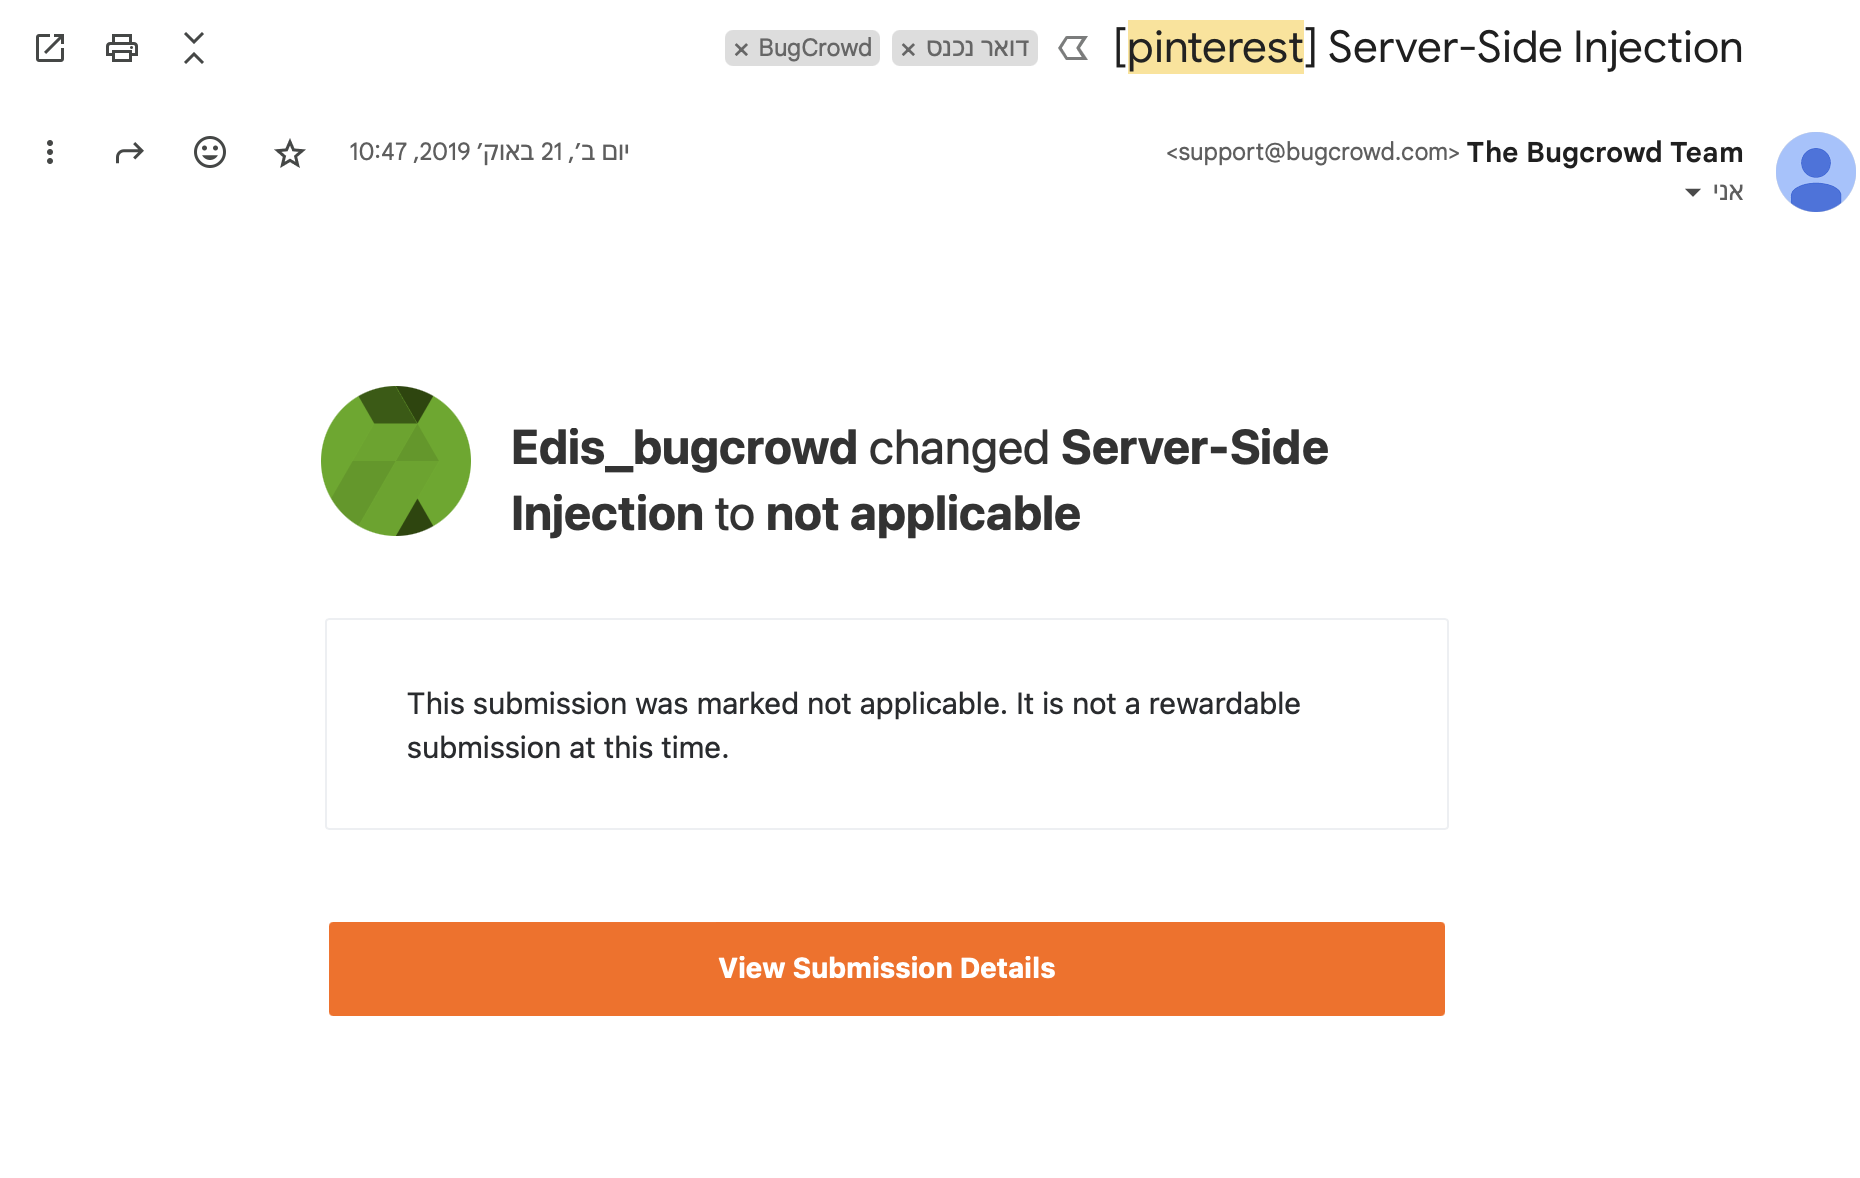 [pinterest] Server-Side Injection
דואר נכנס ×
BugCrowd ×
The Bugcrowd Team <support@bugcrowd.com>
יום ב׳, 21 באוק׳ 2019, 10:47
אני
Edis_bugcrowd changed Server-Side
Injection to not applicable
This submission was marked not applicable. It is not a rewardable
submission at this time.
View Submission Details